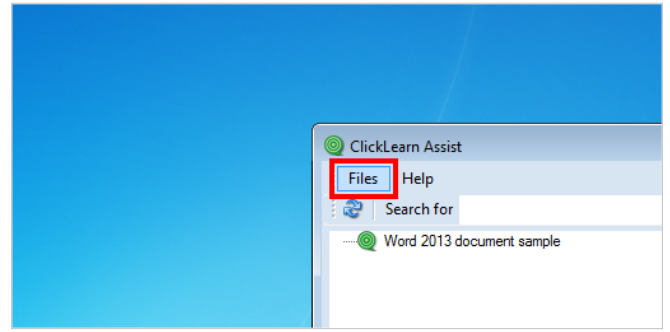 ClickLearn Assist
Files Help
Search for
Word 2013 document sample